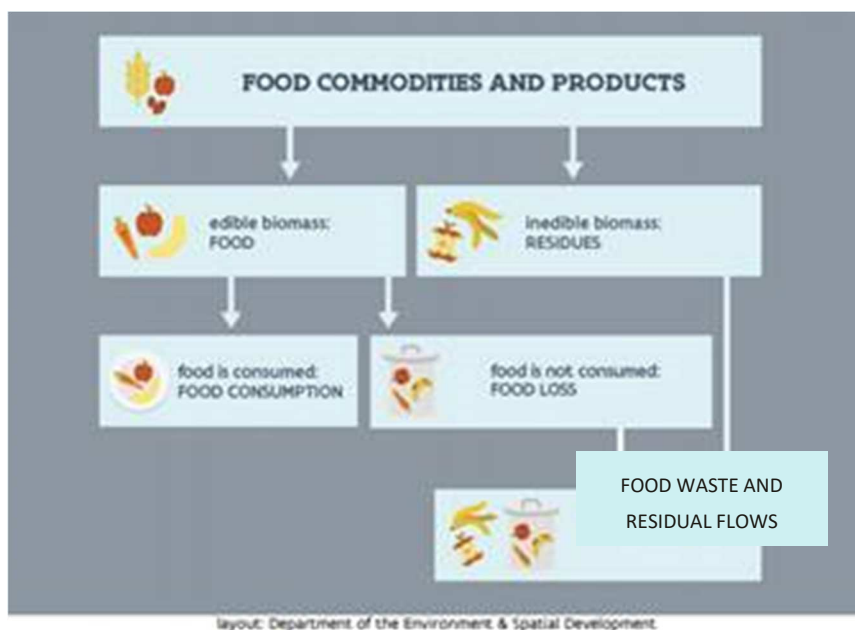 FOOD COMMODITIES AND PRODUCTS
edible biomass:
FOOD
inedible biomass:
RESIDUES
food is consumed:
FOOD CONSUMPTION
food is not consumed:
FOOD LOSS
FOOD WASTE AND
RESIDUAL FLOWS
layout: Department of the Environment & Spatial Development